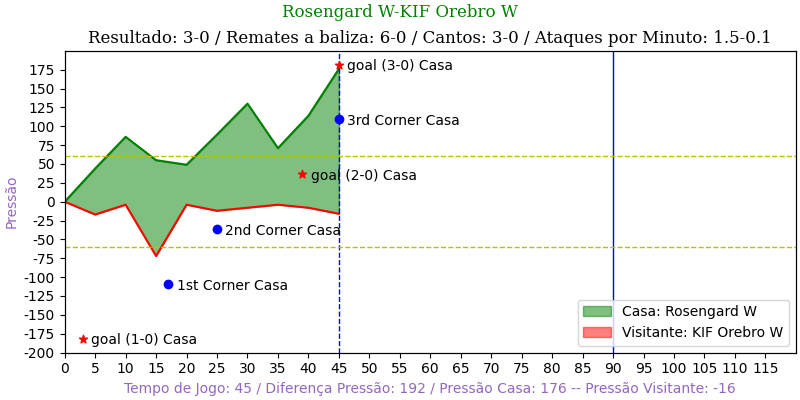 Rosengard W-KIF Orebro W
Resultado: 3-0 / Remates a baliza: 6-0 / Cantos: 3-0 / Ataques por Minuto: 1.5-0.1
Pressão
175
150
125
100
75
50
25
0
-25
-50
-75
-100
-125
-150
-175
-200
goal (3-0) Casa
3rd Corner Casa
goal (2-0) Casa
2nd Corner Casa
1st Corner Casa
goal (1-0) Casa
Casa: Rosengard W
Visitante: KIF Orebro W
0 5 10 15 20 25 30 35 40 45 50 55 60 65 70 75 80 85 90 95 100 105 110 115
Tempo de Jogo: 45 / Diferença Pressão: 192 / Pressão Casa: 176 -- Pressão Visitante: -16